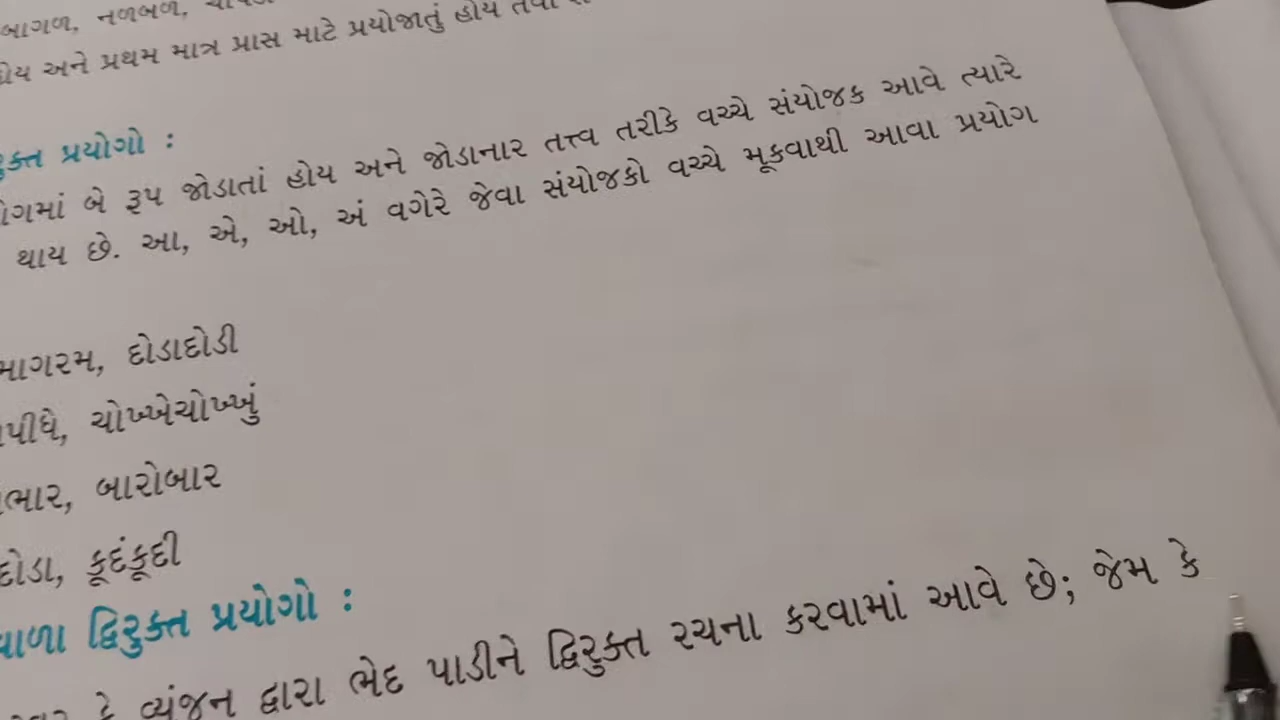 બાગળ, નળબળ,
હોય અને પ્રથમ માત્ર પ્રાસ માટે પ્રયોજાતું હોય તેવા
પ્રયોગો :
બે રૂપ જોડાતાં હોય અને જોડાનાર તત્ત્વ તરીકે વચ્ચે સંયોજક આવે ત્યારે
થાય છે. આ, એ, ઓ, અં વગેરે જેવા સંયોજકો વચ્ચે મૂકવાથી આવા પ્રયોગ
માગરમ, દોડાદોડી
પીધે, ચોખ્ખેચોખ્ખું
ભાર, બારોબાર
દોડા, કૂદંકૂદી
વાળા દ્વિરુક્ત પ્રયોગો :
કે વ્યંજન દ્વારા ભેદ પાડીને દ્વિરુક્ત રચના કરવામાં આવે છે; જેમ કે